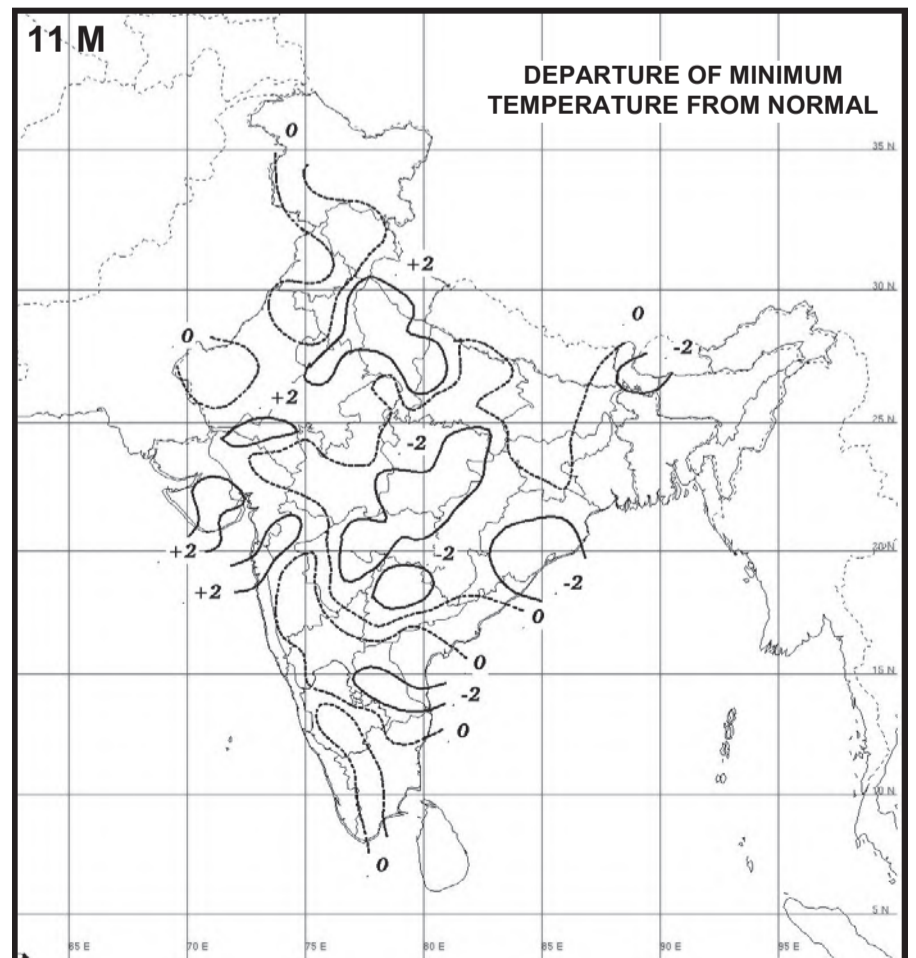 11 M
DEPARTURE OF MINIMUM
TEMPERATURE FROM NORMAL
0
35 N
+2
30 N
0
0
-2
+2
25 N
-2
+2
-2
20 N
-2
+2
0
0
15 N
-2
0
10 N
0
5 N
65 E
70 E
75 E
80 E
85 E
90 E
95 E